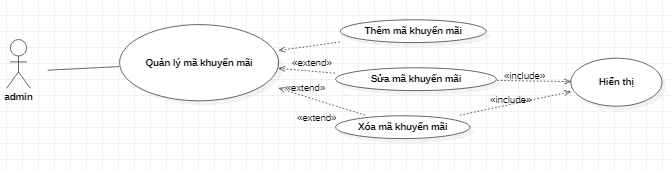 Thêm mã khuyến mãi
Quản lý mã khuyến mãi
«extend»
Sửa mã khuyến mãi
«include»
Hiển thị
admin
«extend»
«include»
«extend»
Xóa mã khuyến mãi